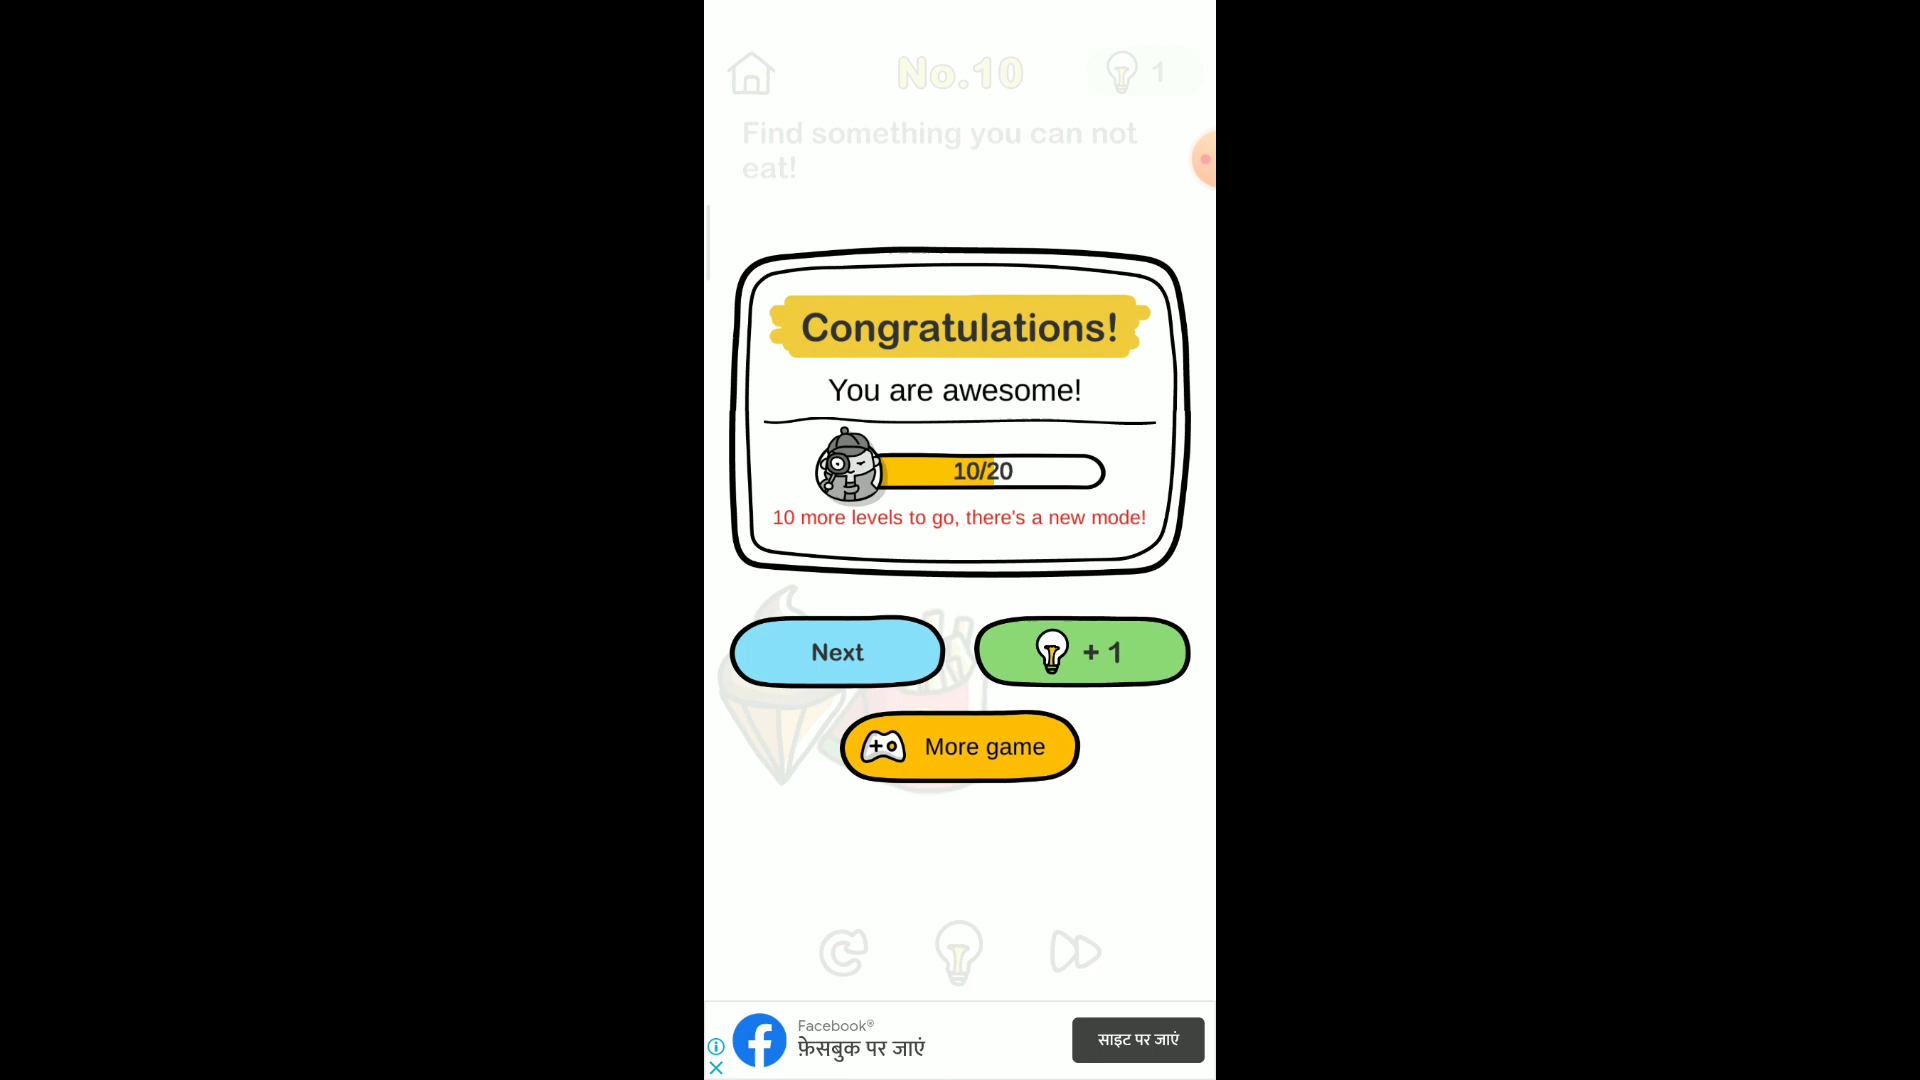 No.10
1
Find something you can not
eat!
Congratulations!
You are awesome!
10/20
10 more levels to go, there's a new mode!
Next
+ 1
More game
Facebook®
फ़ेसबुक पर जाएं
साइट पर जाएं